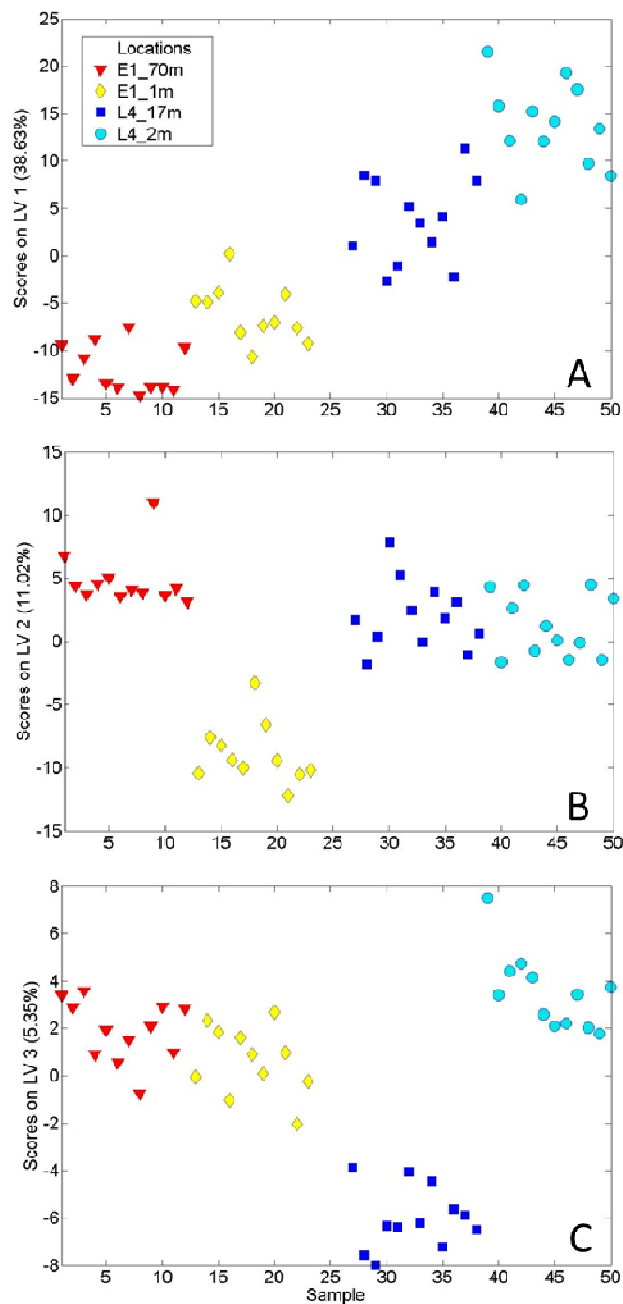 25
20
15
10
5
0
-5
-10
-15
Scores on LV 1 (38.63%)
Locations
E1_70m
E1_1m
L4_17m
L4_2m
A
5 10 15 20 25 30 35 40 45 50
15
10
5
0
-5
-10
-15
Scores on LV 2 (11.02%)
B
5 10 15 20 25 30 35 40 45 50
8
6
4
2
0
-2
-4
-6
-8
Scores on LV 3 (5.35%)
C
5 10 15 20 25 30 35 40 45 50
Sample